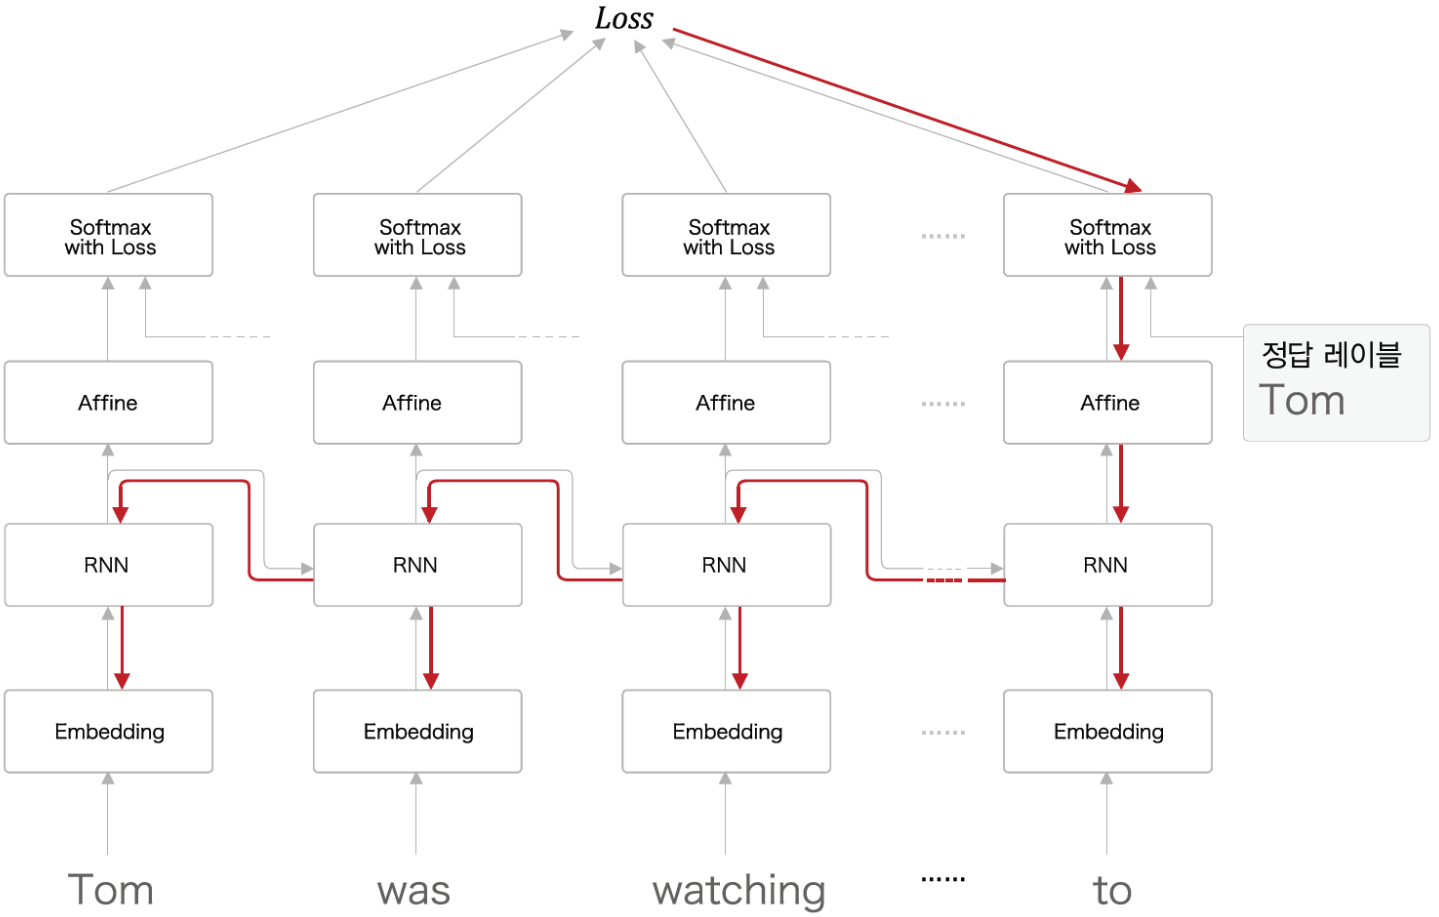 Loss
Softmax
with Loss
Softmax
with Loss
Softmax
with Loss
......
Softmax
with Loss
정답 레이블
Tom
Affine
Affine
Affine
......
Affine
RNN
RNN
RNN
RNN
Embedding
Embedding
Embedding
......
Embedding
Tom
was
watching
......
to